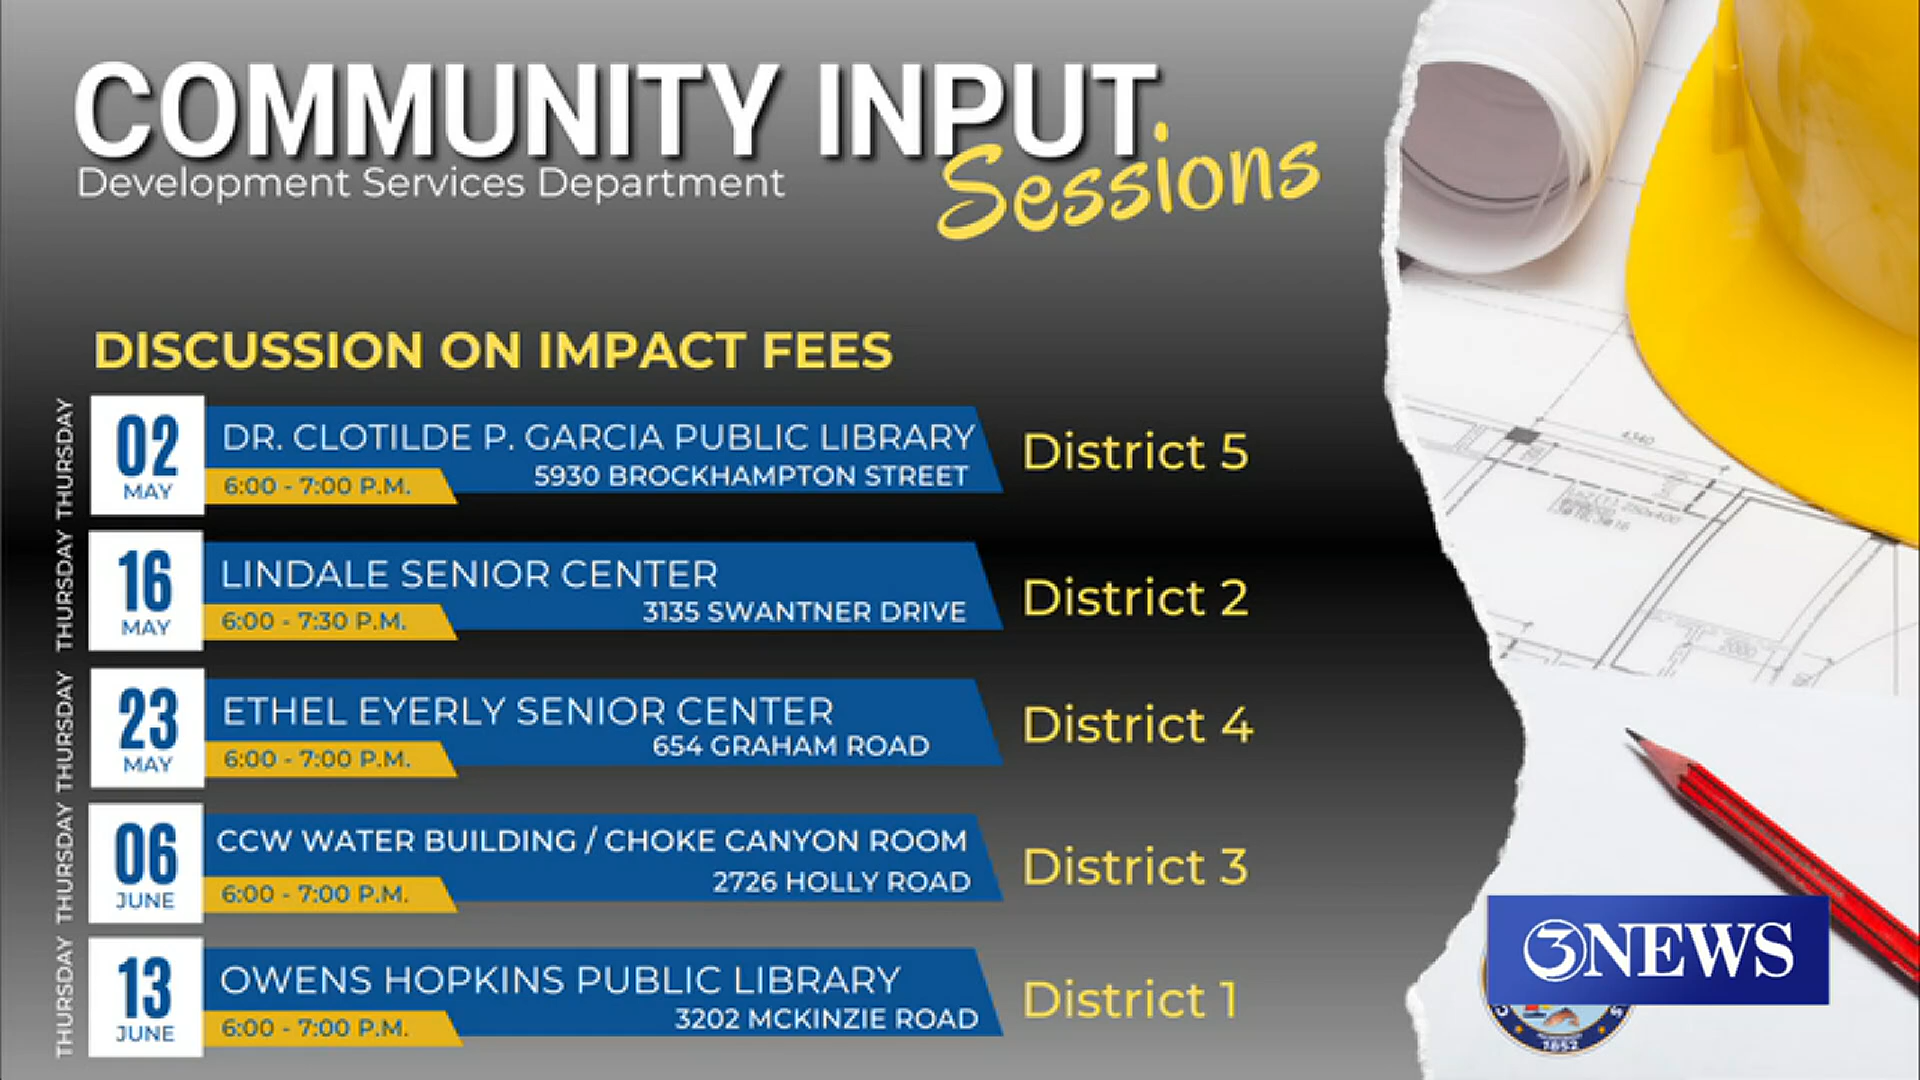 COMMUNITY INPUT
Sessions
Development Services Department
DISCUSSION ON IMPACT FEES
THURSDAY
02
MAY
DR. CLOTILDE P. GARCIA PUBLIC LIBRARY
5930 BROCKHAMPTON STREET
6:00 - 7:00 P.M.
District 5
THURSDAY
16
MAY
LINDALE SENIOR CENTER
3135 SWANTNER DRIVE
6:00 - 7:30 P.M.
District 2
THURSDAY
23
MAY
ETHEL EYERLY SENIOR CENTER
654 GRAHAM ROAD
6:00 - 7:00 P.M.
District 4
THURSDAY
06
JUNE
CCW WATER BUILDING / CHOKE CANYON ROOM
2726 HOLLY ROAD
6:00 - 7:00 P.M.
District 3
THURSDAY
13
JUNE
OWENS HOPKINS PUBLIC LIBRARY
3202 MCKINZIE ROAD
6:00 - 7:00 P.M.
District 1
4340
3NEWS
1852